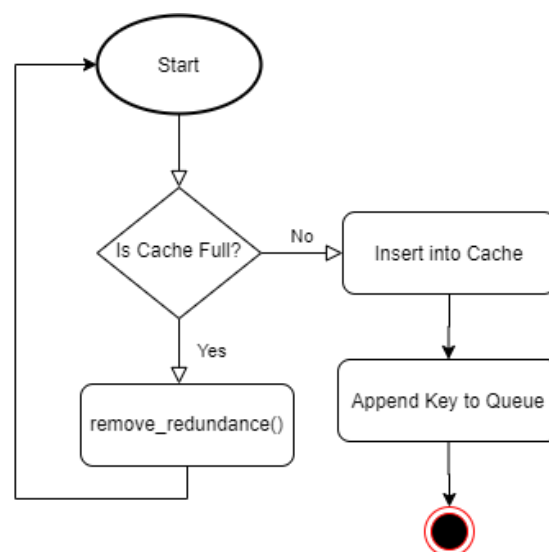 Start
Is Cache Full?
No
Insert into Cache
Yes
Append Key to Queue
remove_redundance()